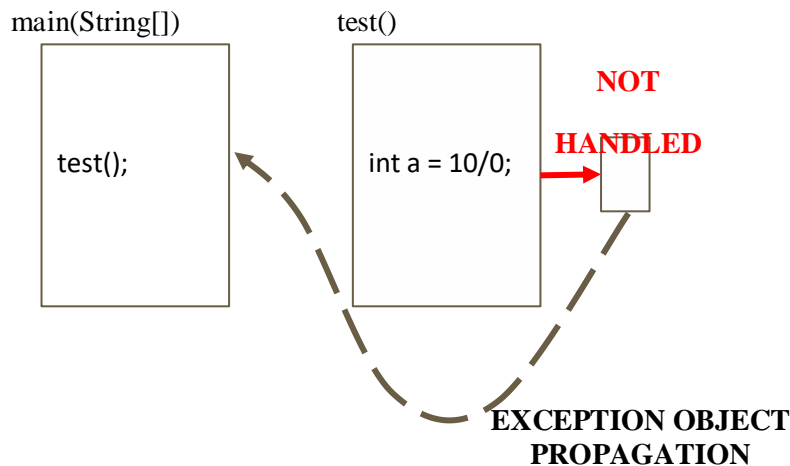 main(String[])
test()
NOT
HANDLED
test();
int a = 10/0;
EXCEPTION OBJECT
PROPAGATION